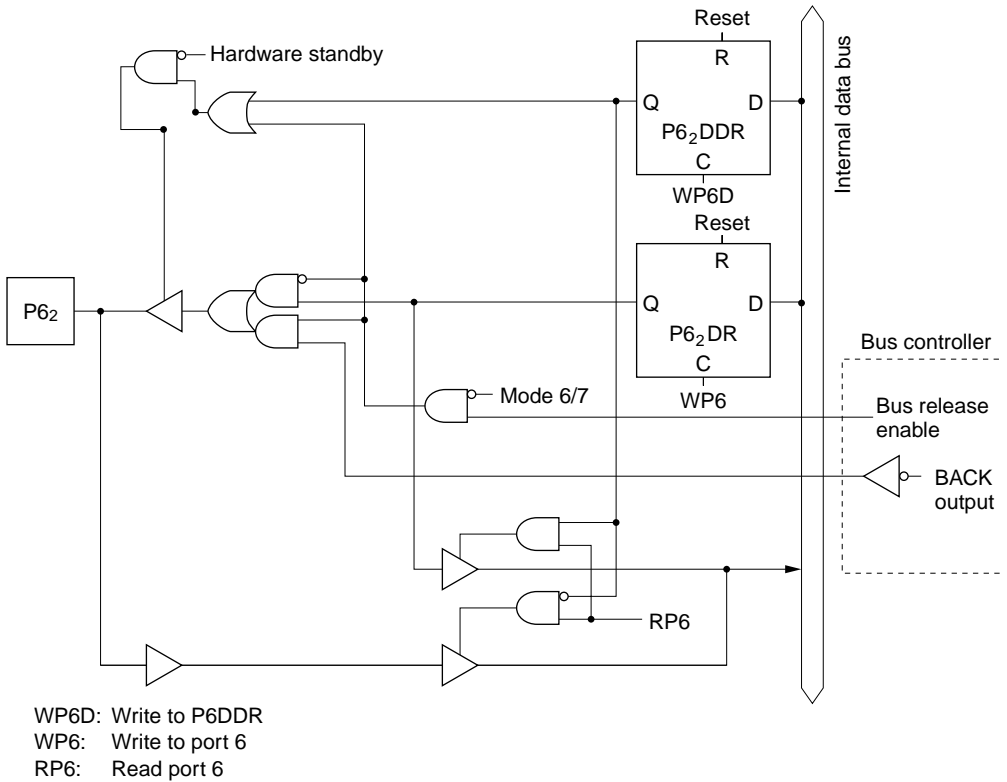 Reset
Hardware standby
R
Q
D
P6₂DDR
C
WP6D
Internal data bus
Reset
R
Q
D
P6₂DR
C
WP6
P6₂
Bus controller
Mode 6/7
Bus release
enable
BACK
output
RP6
WP6D: Write to P6DDR
WP6: Write to port 6
RP6: Read port 6